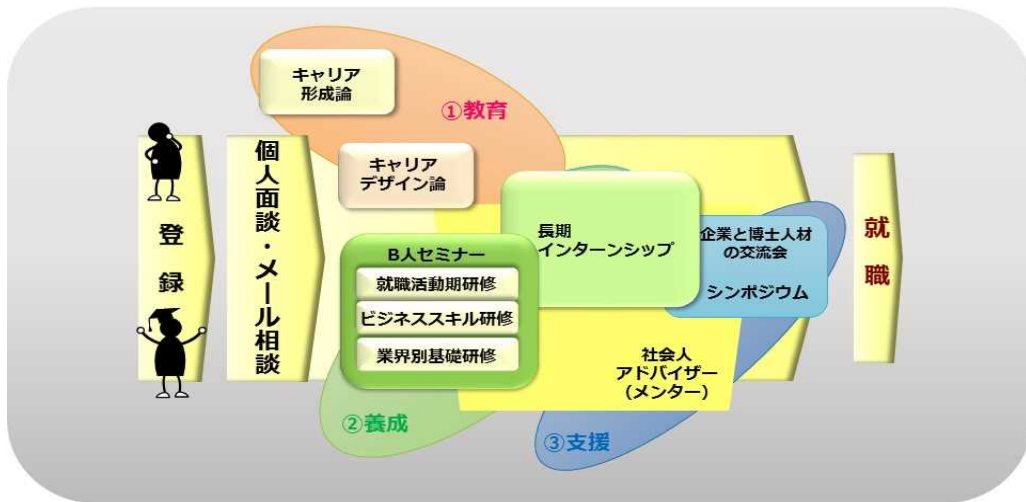 キャリア
形成論
①教育
キャリア
デザイン論
登録
個人面談・メール相談
長期
インターンシップ
B人セミナー
就職活動期研修
ビジネススキル研修
業界別基礎研修
企業と博士人材
の交流会
シンポジウム
社会人
アドバイザー
(メンター)
②養成
③支援
就職